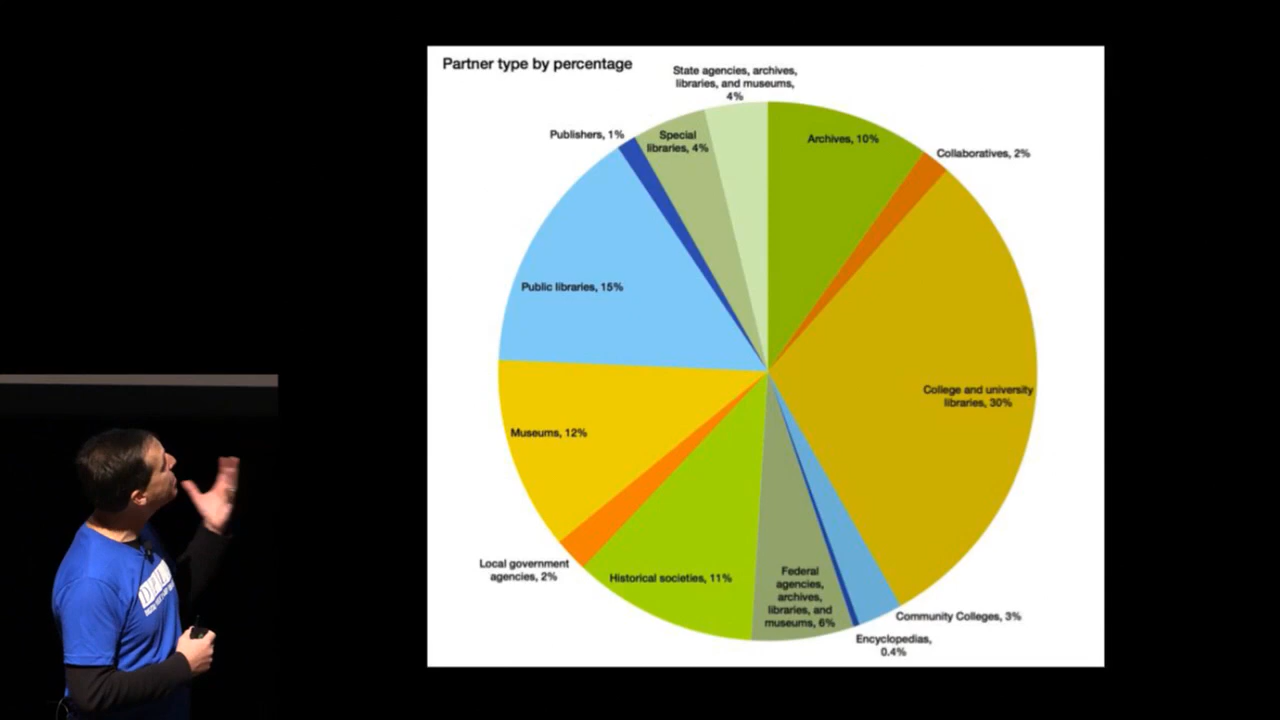 Partner type by percentage
State agencies, archives,
libraries, and museums,
4%
Publishers, 1%
Special
libraries, 4%
Archives, 10%
Collaboratives, 2%
Public libraries, 15%
College and university
libraries, 30%
Museums, 12%
Local government
agencies, 2%
Historical societies, 11%
Federal
agencies,
archives,
libraries, and
museums, 6%
Community Colleges, 3%
Encyclopedias,
0.4%